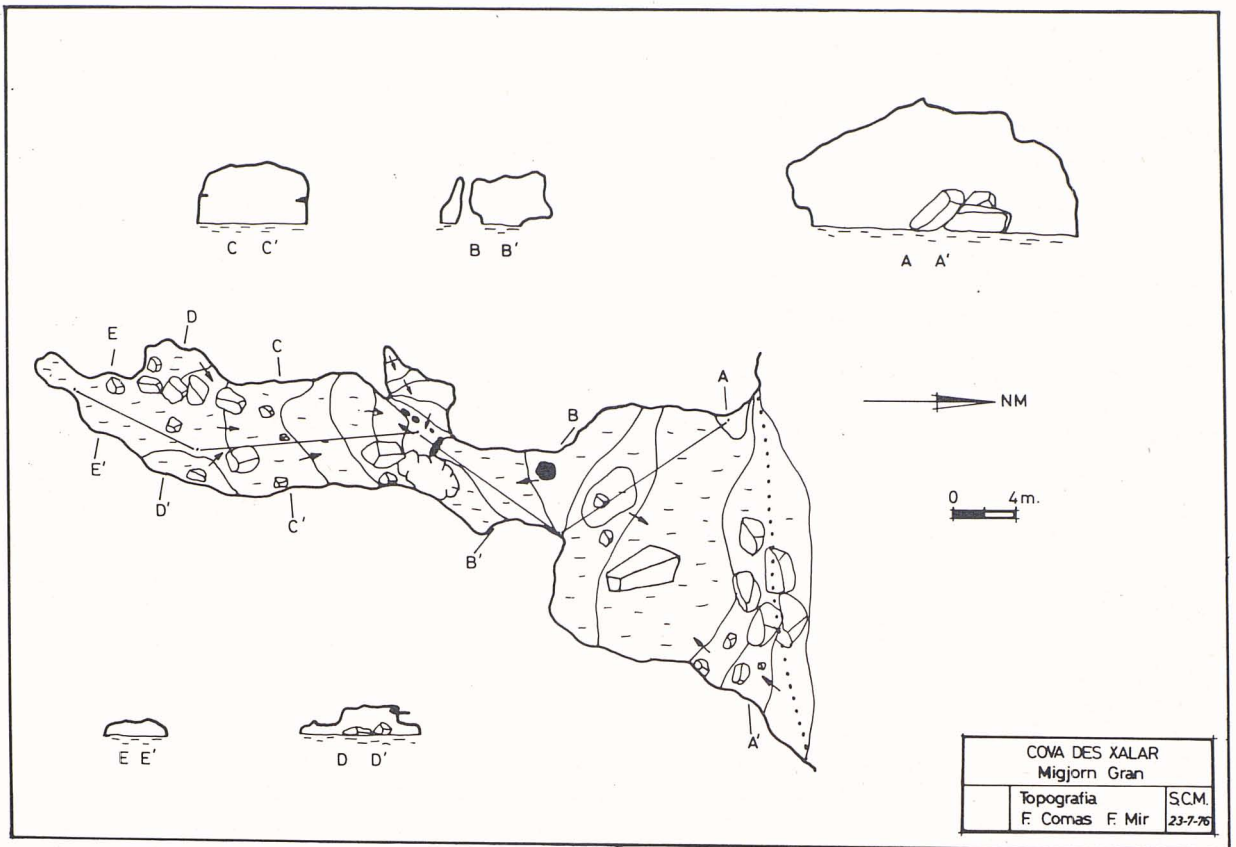 C C'
B B'
A A'
D
E
C
A
B
NM
0 4m.
E'
D'
C'
B'
A'
E E'
D D'
COVA DES XALAR
Migjorn Gran
Topografia
F. Comas F. Mir
S.C.M.
23-7-76